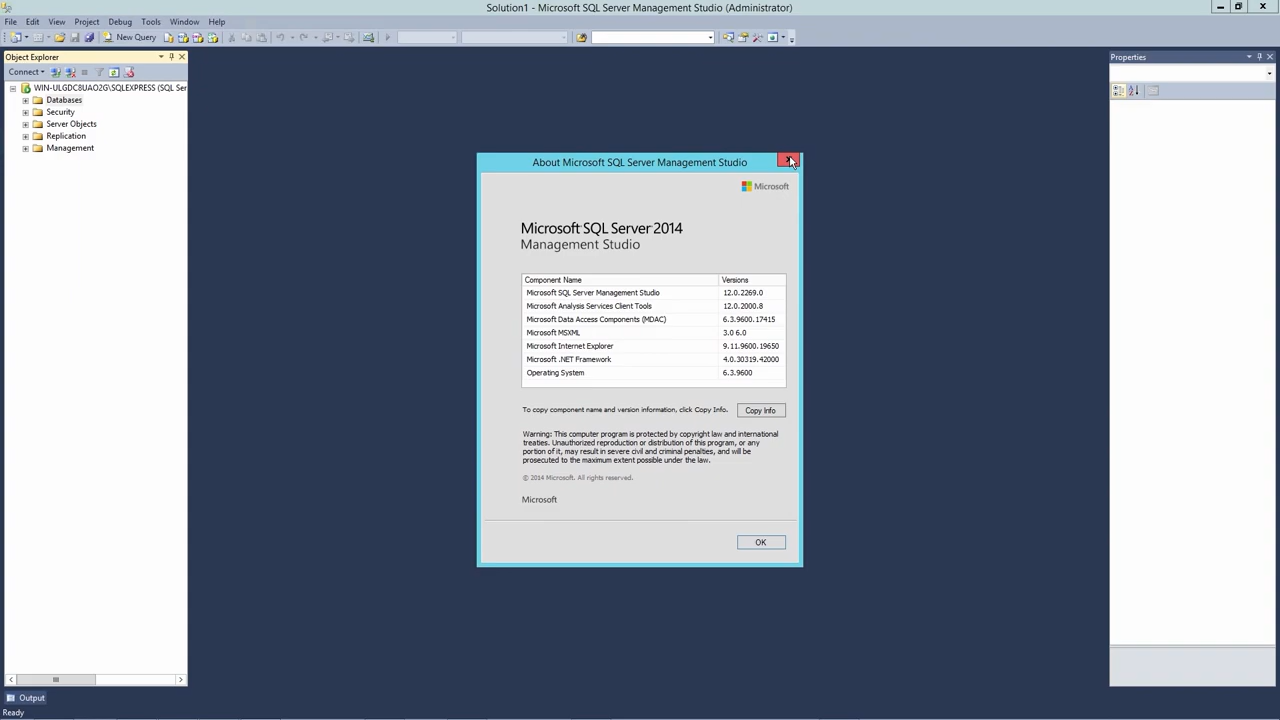 Solution1 - Microsoft SQL Server Management Studio (Administrator)
File Edit View Project Debug Tools Window Help
New Query
Object Explorer
Properties
Connect
WIN-ULGDC8UAO2G\SQLEXPRESS (SQL Ser
Databases
Security
Server Objects
Replication
Management
About Microsoft SQL Server Management Studio
Microsoft
Microsoft SQL Server 2014
Management Studio
Component Name Versions
Microsoft SQL Server Management Studio 12.0.2269.0
Microsoft Analysis Services Client Tools 12.0.2000.8
Microsoft Data Access Components (MDAC) 6.3.9600.17415
Microsoft MSXML 3.0 6.0
Microsoft Internet Explorer 9.11.9600.19650
Microsoft .NET Framework 4.0.30319.42000
Operating System 6.3.9600
To copy component name and version information, click Copy Info. Copy Info
Warning: This computer program is protected by copyright law and international
treaties. Unauthorized reproduction or distribution of this program, or any
portion of it, may result in severe civil and criminal penalties, and will be
prosecuted to the maximum extent possible under the law.
© 2014 Microsoft. All rights reserved.
Microsoft
OK
Output
Ready